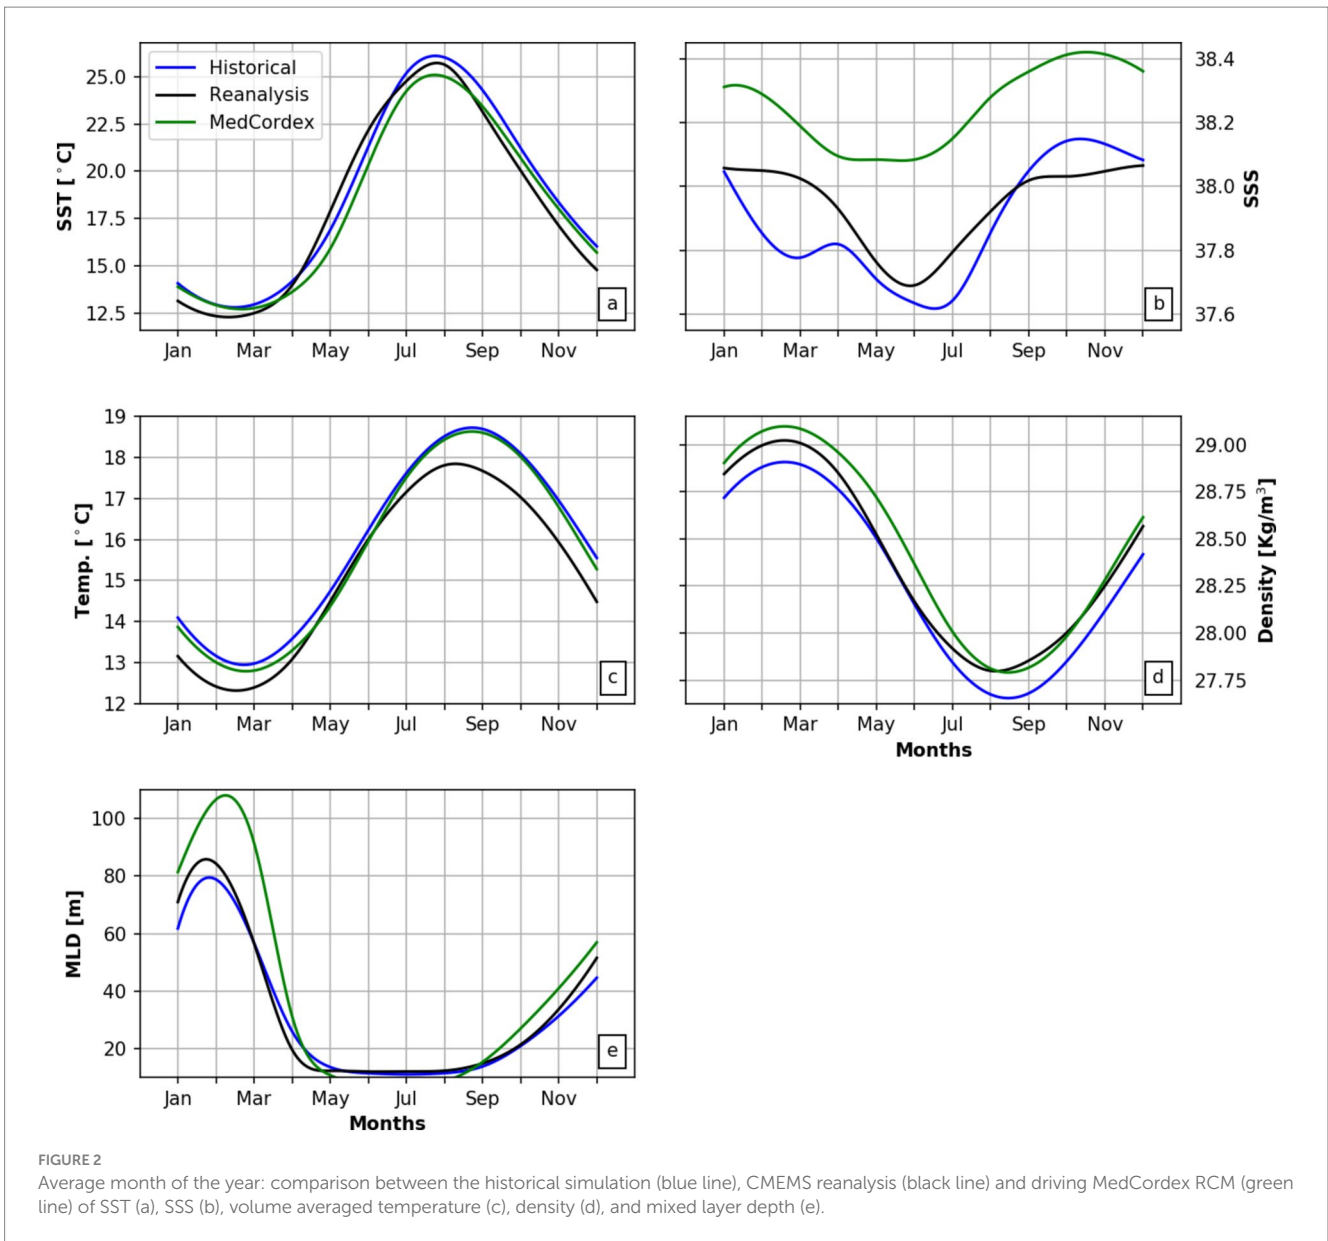 Historical
Reanalysis
MedCordex
SST [°C]
25.0
22.5
20.0
17.5
15.0
12.5
Jan Mar May Jul Sep Nov
a
38.4
38.2
38.0
37.8
37.6
SSS
Jan Mar May Jul Sep Nov
b
Temp. [°C]
19
18
17
16
15
14
13
12
Jan Mar May Jul Sep Nov
c
29.00
28.75
28.50
28.25
28.00
27.75
Density [Kg/m³]
Jan Mar May Jul Sep Nov
Months
d
MLD [m]
100
80
60
40
20
Jan Mar May Jul Sep Nov
Months
e
FIGURE 2
Average month of the year: comparison between the historical simulation (blue line), CMEMS reanalysis (black line) and driving MedCordex RCM (green
line) of SST (a), SSS (b), volume averaged temperature (c), density (d), and mixed layer depth (e).